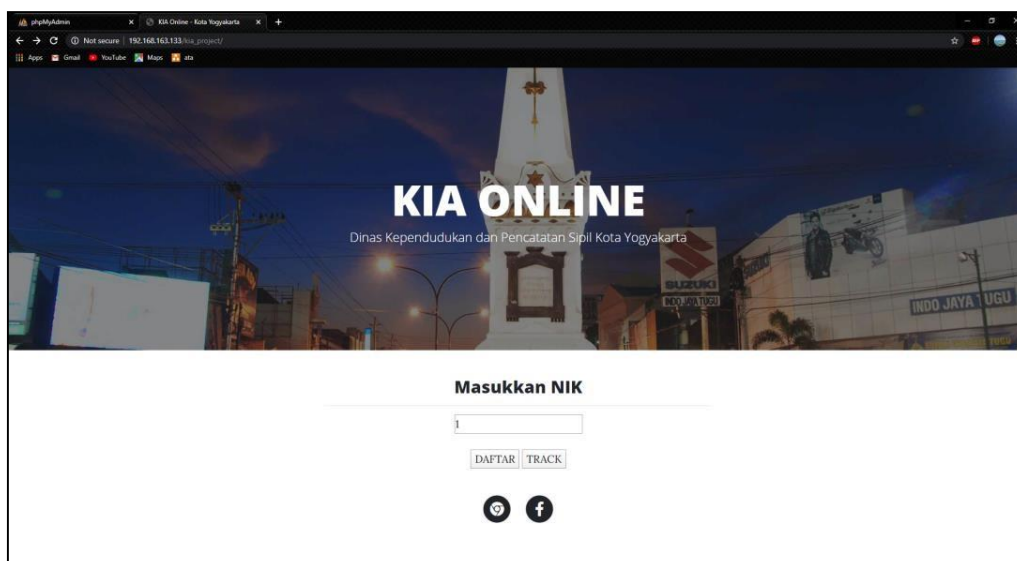 phpMyAdmin
KIA Online - Kota Yogyakarta
Not secure | 192.168.163.133/kia_project/
Apps Gmail YouTube Maps ata
KIA ONLINE
Dinas Kependudukan dan Pencatatan Sipil Kota Yogyakarta
SUZUKI
INDO JAYA TUGU
INDO JAYA TUGU
Masukkan NIK
1
DAFTAR TRACK